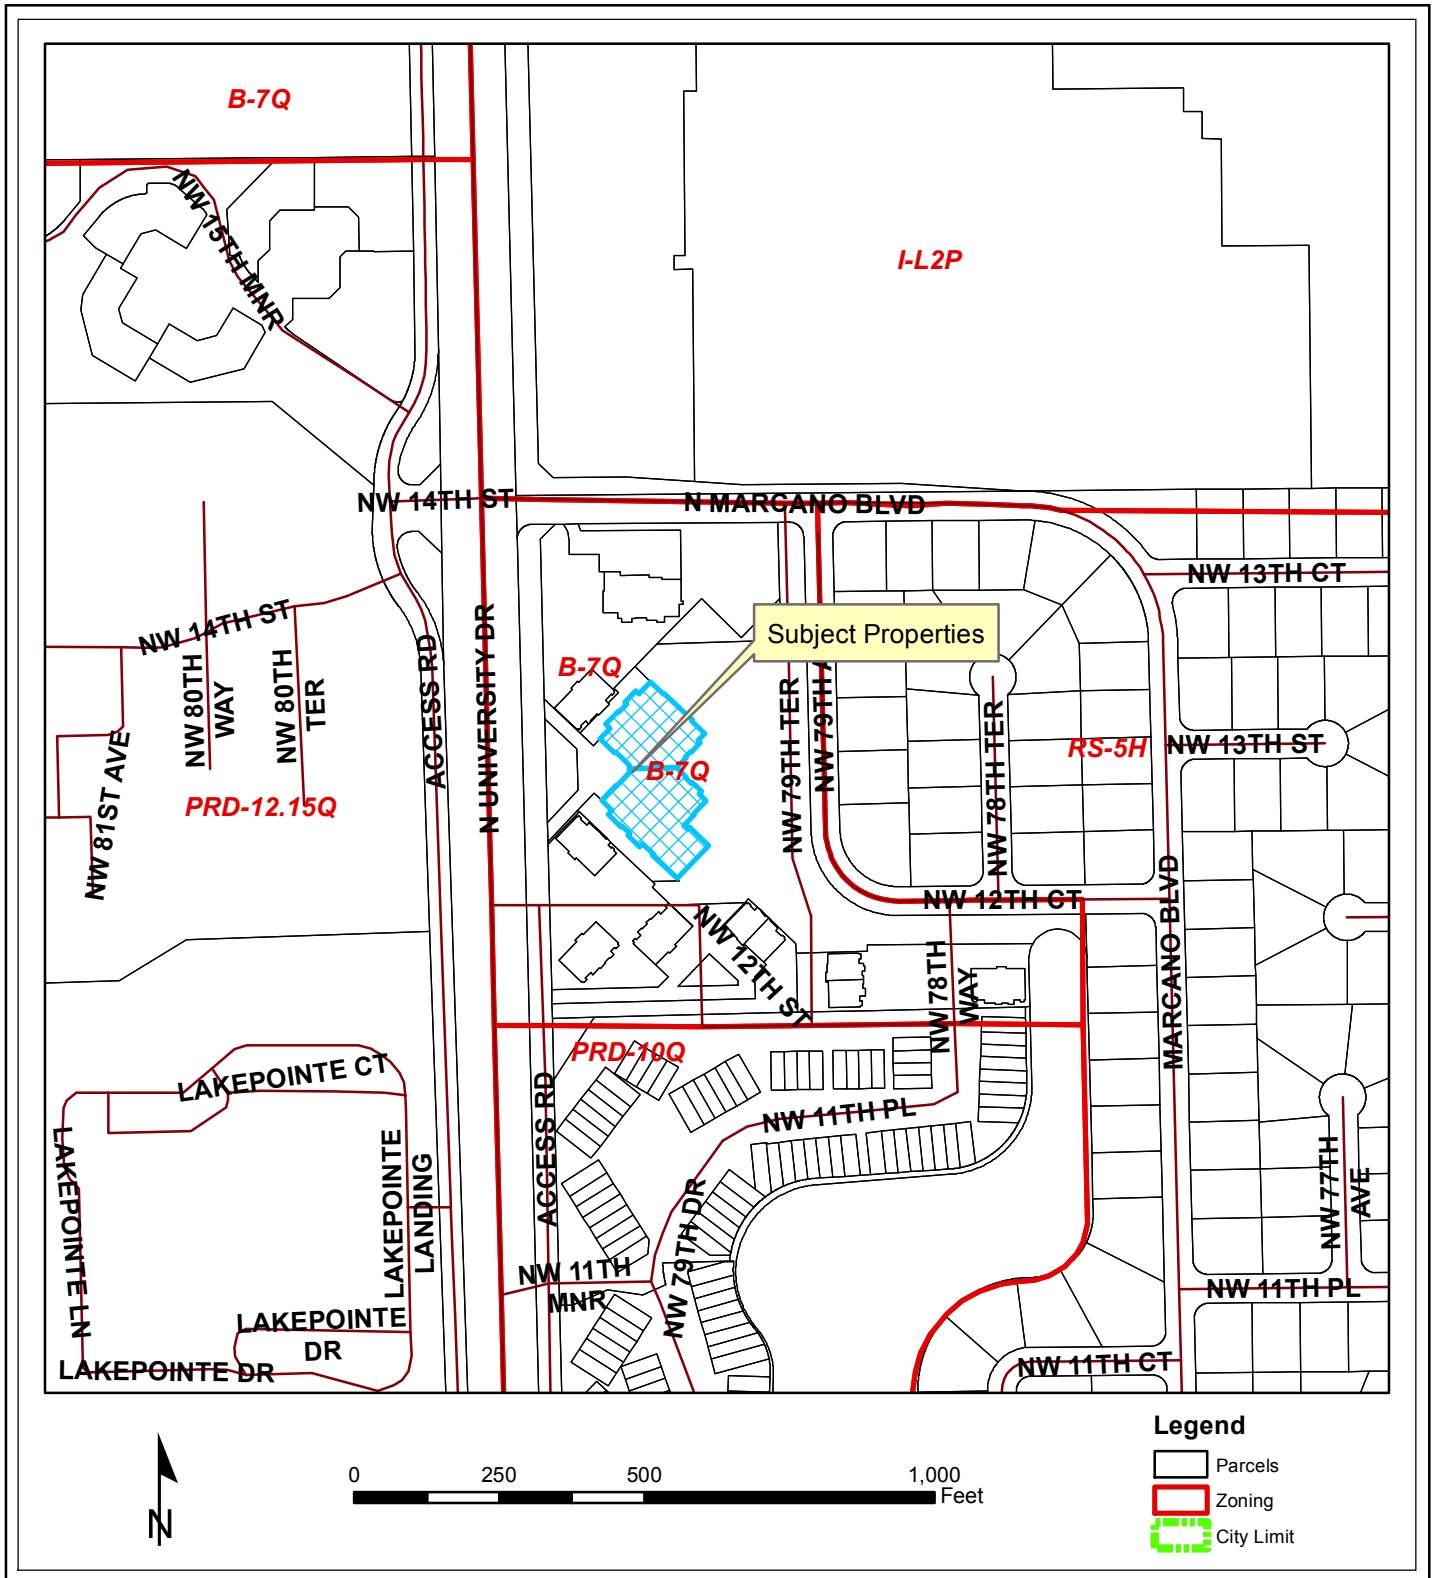 B-7Q
NW 15TH MNR
I-L2P
NW 14TH ST
N MARCANO BLVD
NW 13TH CT
NW 14TH ST
NW 80TH
WAY
NW 80TH
TER
ACCESS RD
N UNIVERSITY DR
Subject Properties
B-7Q
B-7Q
NW 79TH TER
NW 79TH A
NW 78TH TER
RS-5H
NW 13TH ST
NW 81ST AVE
PRD-12.15Q
NW 12TH CT
MARCANO BLVD
NW 12TH ST
NW 78TH
WAY
PRD-10Q
LAKEPOINTE CT
ACCESS RD
NW 11TH PL
LAKEPOINTE LN
LAKEPOINTE
LANDING
NW 79TH DR
NW 77TH
AVE
NW 11TH
MNR
NW 11TH PL
LAKEPOINTE
DR
LAKEPOINTE DR
NW 11TH CT
N
0 250 500 1,000
Feet
Legend
Parcels
Zoning
City Limit